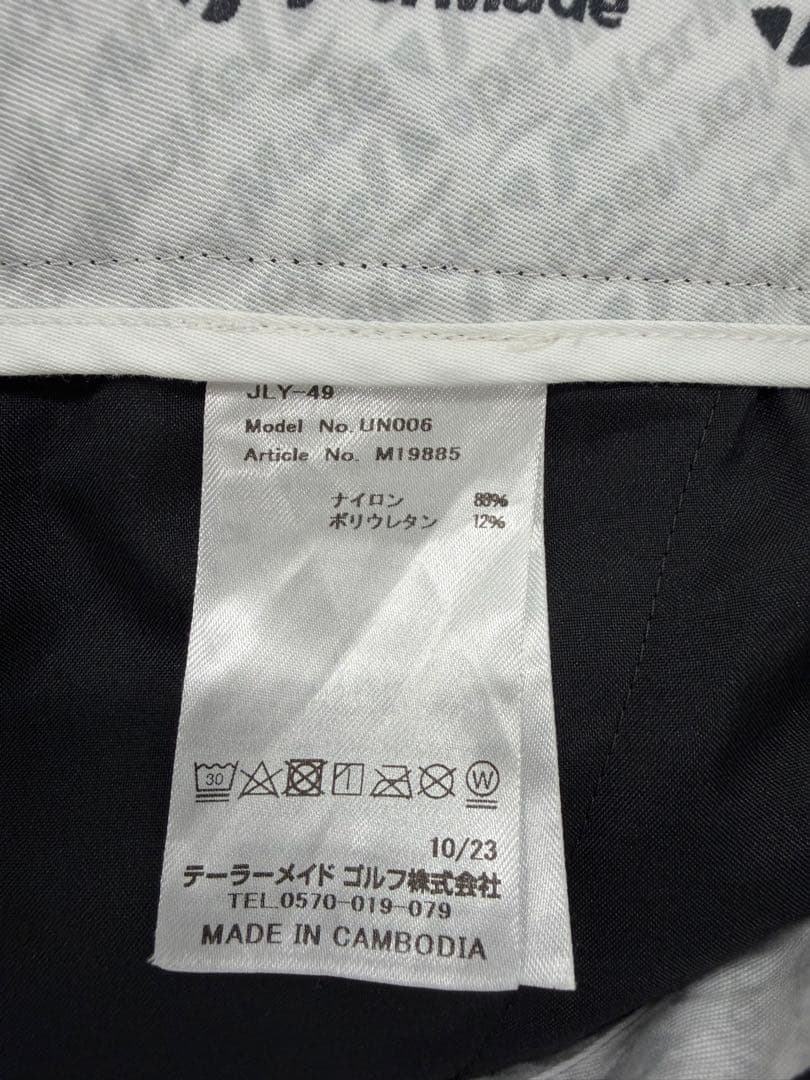 JLY-49
Model No. UN006
Article No. M19885
ナイロン 88%
ポリウレタン 12%
30
W
10/23
テーラーメイド ゴルフ株式会社
TEL.0570-019-079
MADE IN CAMBODIA